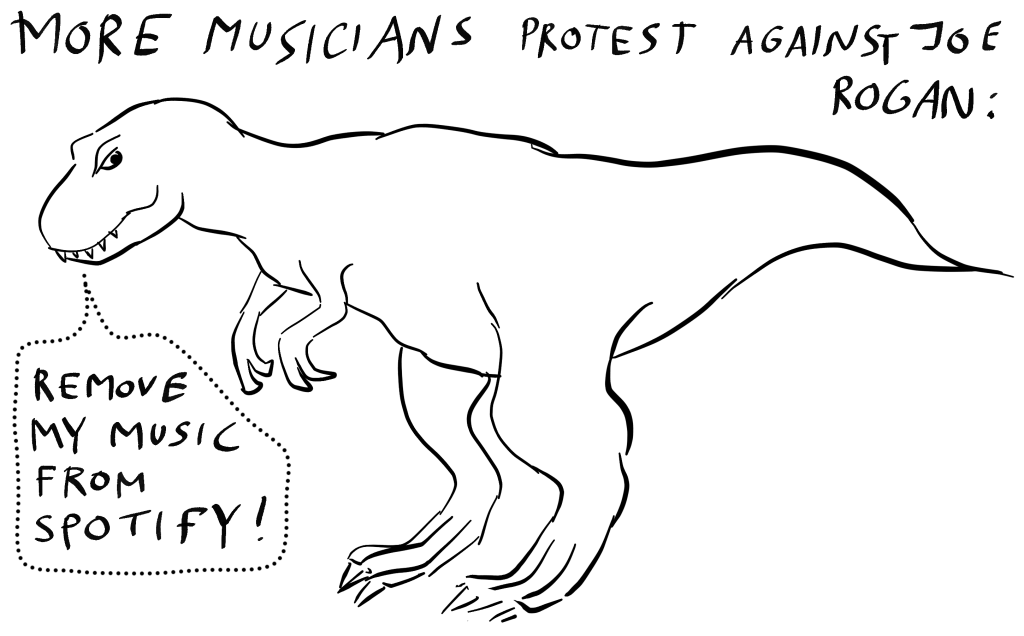 MORE MUSICIANS PROTEST AGAINST JOE
ROGAN:
REMOVE
MY MUSIC
FROM
SPOTIFY!